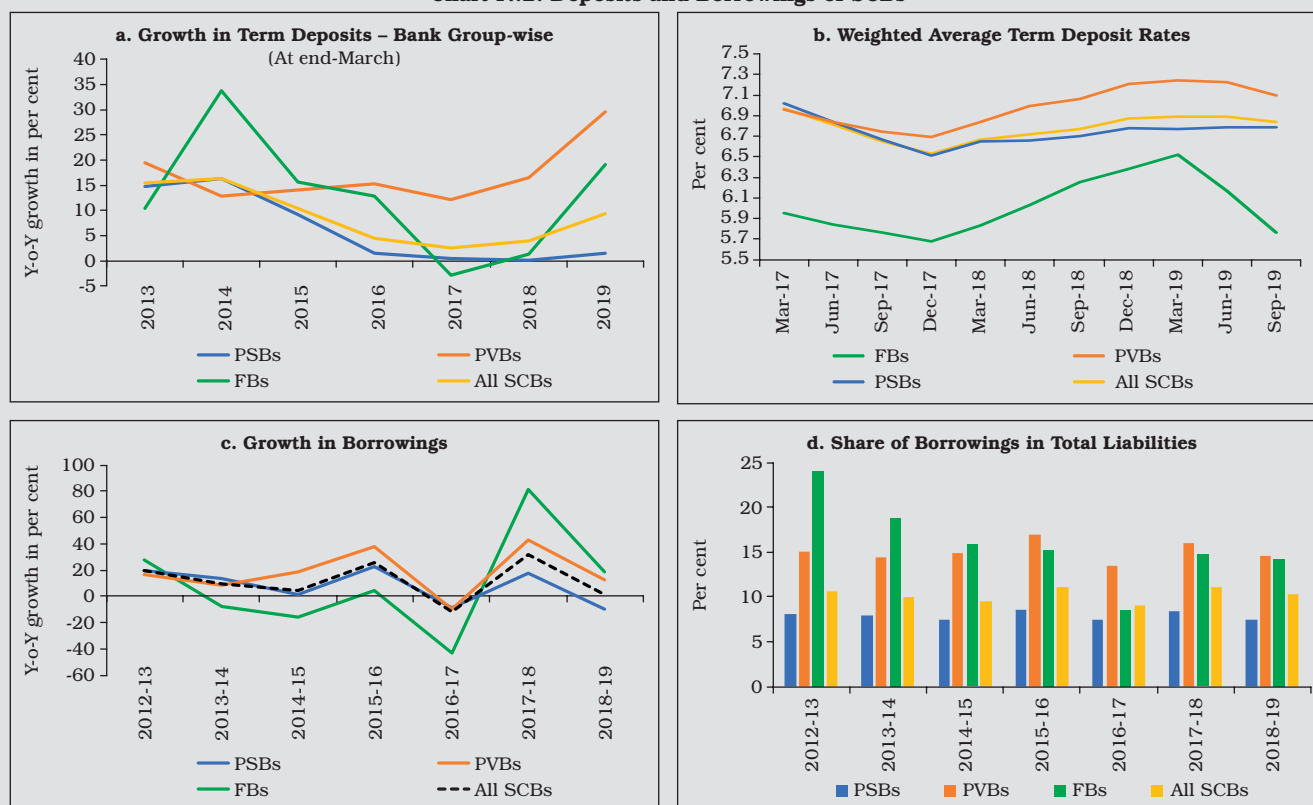 a. Growth in Term Deposits – Bank Group-wise
(At end-March)
Y-o-Y growth in per cent
40
35
30
25
20
15
10
5
0
-5
2013
2014
2015
2016
2017
2018
2019
PSBs
PVBs
FBs
All SCBs
b. Weighted Average Term Deposit Rates
Per cent
7.5
7.3
7.1
6.9
6.7
6.5
6.3
6.1
5.9
5.7
5.5
Mar-17
Jun-17
Sep-17
Dec-17
Mar-18
Jun-18
Sep-18
Dec-18
Mar-19
Jun-19
Sep-19
FBs
PVBs
PSBs
All SCBs
c. Growth in Borrowings
Y-o-Y growth in per cent
100
80
60
40
20
0
-20
-40
-60
2012-13
2013-14
2014-15
2015-16
2016-17
2017-18
2018-19
PSBs
PVBs
FBs
All SCBs
d. Share of Borrowings in Total Liabilities
Per cent
25
20
15
10
5
0
2012-13
2013-14
2014-15
2015-16
2016-17
2017-18
2018-19
PSBs
PVBs
FBs
All SCBs